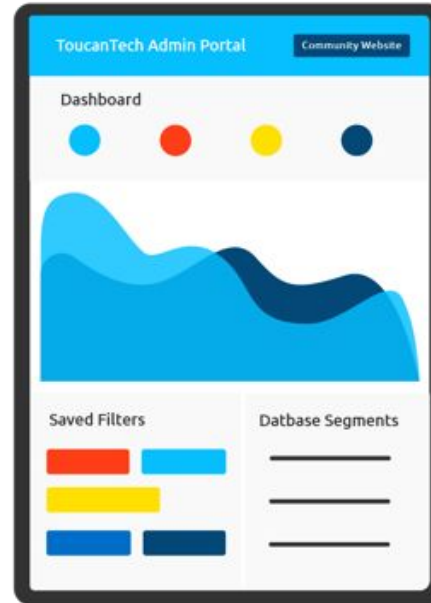 ToucanTech Admin Portal
Community Website
Dashboard
Saved Filters
Datbase Segments